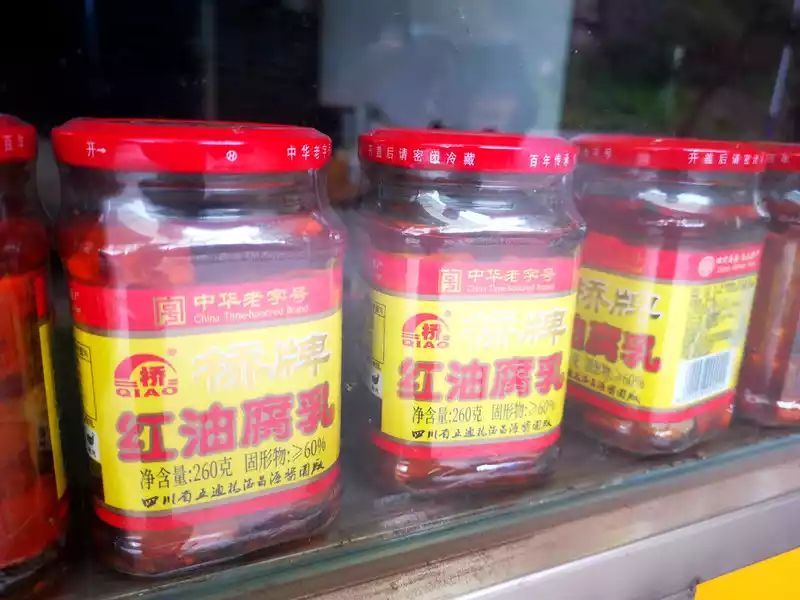 开→
中华老字号
中华老字号
China Time-honored Brand
桥
QIAO
桥牌
红油腐乳
净含量:260克 固形物:≥60%
开盖后请密闭冷藏
百年传承
中华老字号
China Time-honored Brand
桥
QIAO
桥牌
红油腐乳
净含量:260克 固形物:≥60%
开盖后请密闭
桥牌
腐乳
≥60%